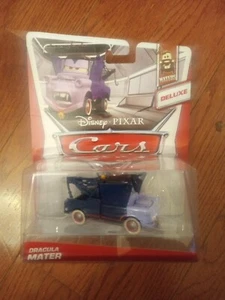 DELUXE
Disney · PIXAR
Cars
DRACULA
MATER